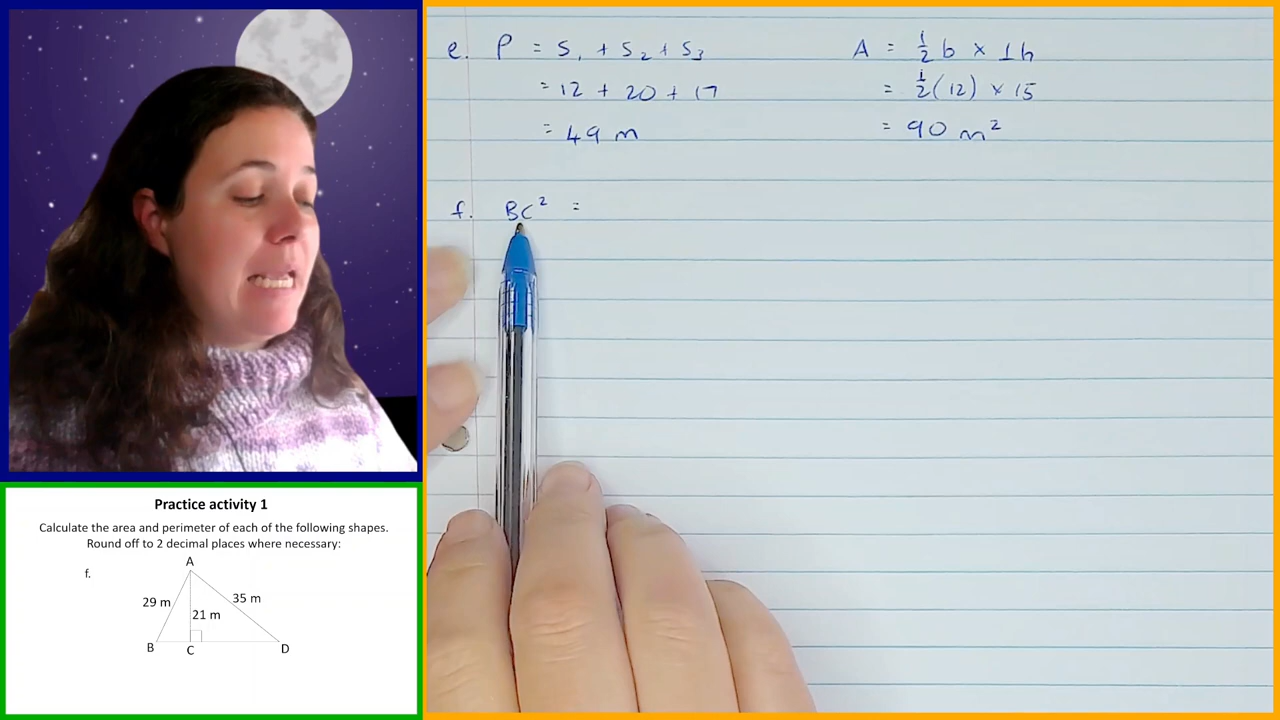 e. P = S₁ + S₂ + S₃
= 12 + 20 + 17
= 49 m
A = ½ b × ⊥h
= ½(12) × 15
= 90 m²
f. BC² =
Practice activity 1
Calculate the area and perimeter of each of the following shapes.
Round off to 2 decimal places where necessary:
f.
A
29 m
35 m
21 m
B
C
D